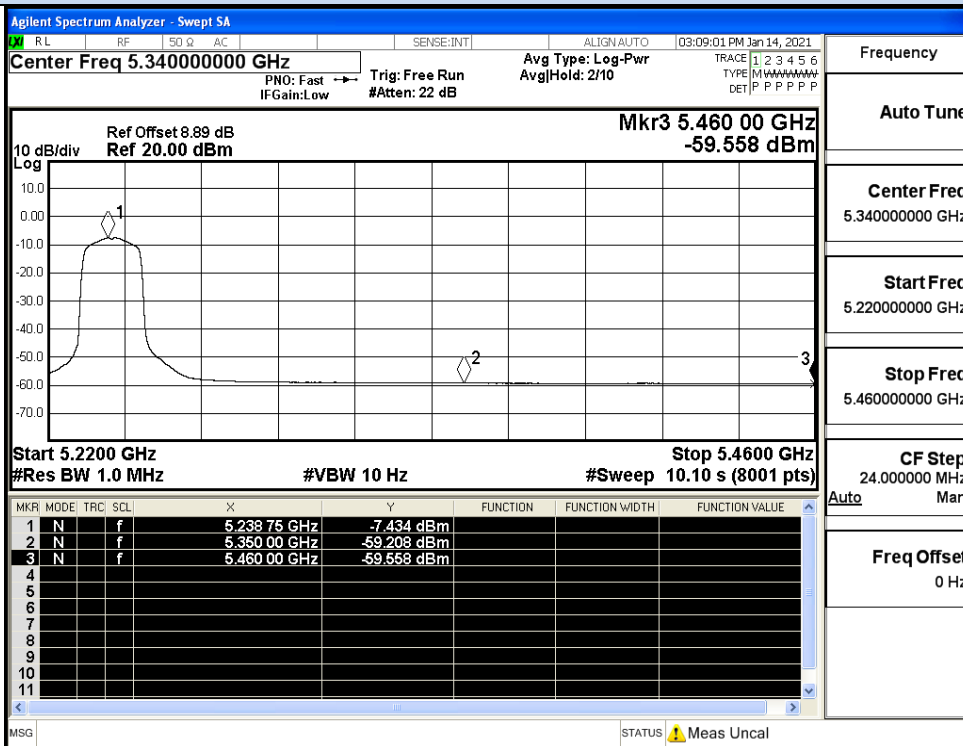 Agilent Spectrum Analyzer - Swept SA
LXI RL RF 50 Ω AC SENSE:INT ALIGN AUTO 03:09:01 PM Jan 14, 2021
Center Freq 5.340000000 GHz
PNO: Fast
IFGain:Low
Trig: Free Run
#Atten: 22 dB
Avg Type: Log-Pwr
Avg|Hold: 2/10
TRACE 1 2 3 4 5 6
TYPE M WWWWW
DET P P P P P P
Mkr3 5.460 00 GHz
-59.558 dBm
Ref Offset 8.89 dB
10 dB/div Ref 20.00 dBm
Log
10.0
0.00
-10.0
-20.0
-30.0
-40.0
-50.0
-60.0
-70.0
1
2
3
Start 5.2200 GHz Stop 5.4600 GHz
#Res BW 1.0 MHz #VBW 10 Hz #Sweep 10.10 s (8001 pts)
MKR MODE TRC SCL X Y FUNCTION FUNCTION WIDTH FUNCTION VALUE
1 N f 5.238 75 GHz -7.434 dBm
2 N f 5.350 00 GHz -59.208 dBm
3 N f 5.460 00 GHz -59.558 dBm
4
5
6
7
8
9
10
11
MSG STATUS Meas Uncal
Frequency
Auto Tune
Center Freq
5.340000000 GHz
Start Freq
5.220000000 GHz
Stop Freq
5.460000000 GHz
CF Step
24.000000 MHz
Auto Man
Freq Offset
0 Hz